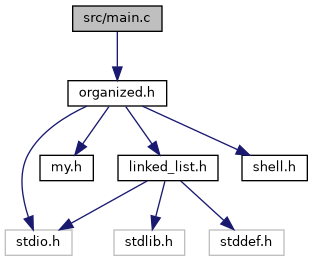 src/main.c
organized.h
my.h
linked_list.h
shell.h
stdio.h
stdlib.h
stddef.h